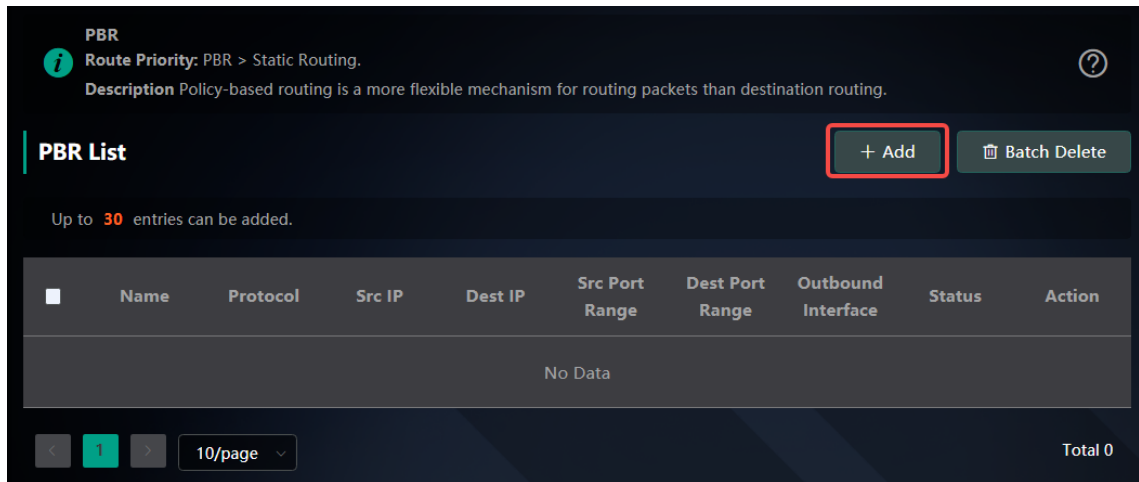 PBR
Route Priority: PBR > Static Routing.
Description Policy-based routing is a more flexible mechanism for routing packets than destination routing.
PBR List
+ Add
Batch Delete
Up to 30 entries can be added.
Name Protocol Src IP Dest IP Src Port Range Dest Port Range Outbound Interface Status Action
No Data
< 1 > 10/page
Total 0